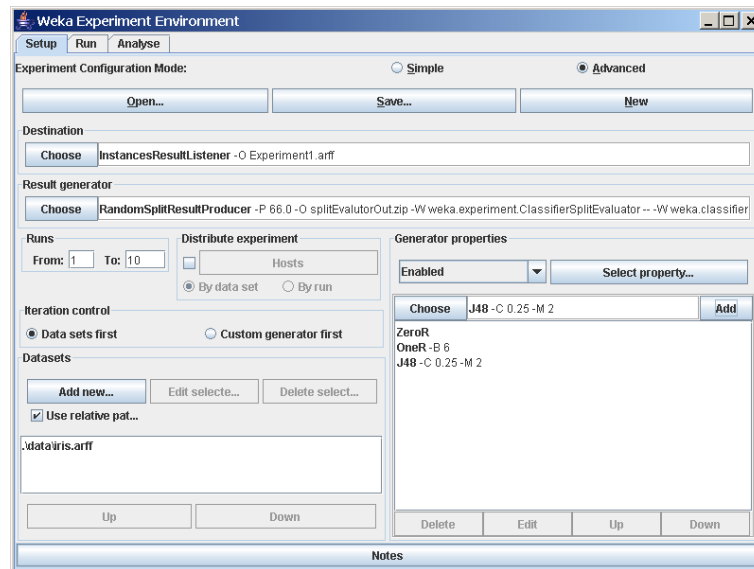 Weka Experiment Environment
Setup Run Analyse
Experiment Configuration Mode: Simple Advanced
Open... Save... New
Destination
Choose InstancesResultListener -O Experiment1.arff
Result generator
Choose RandomSplitResultProducer -P 66.0 -O splitEvalutorOut.zip -W weka.experiment.ClassifierSplitEvaluator -- -W weka.classifier
Runs
From: 1 To: 10
Distribute experiment
Hosts
By data set By run
Generator properties
Enabled Select property...
Iteration control
Data sets first Custom generator first
Choose J48 -C 0.25 -M 2 Add
ZeroR
OneR -B 6
J48 -C 0.25 -M 2
Datasets
Add new... Edit selecte... Delete select...
Use relative pat...
.\data\iris.arff
Up Down
Delete Edit Up Down
Notes